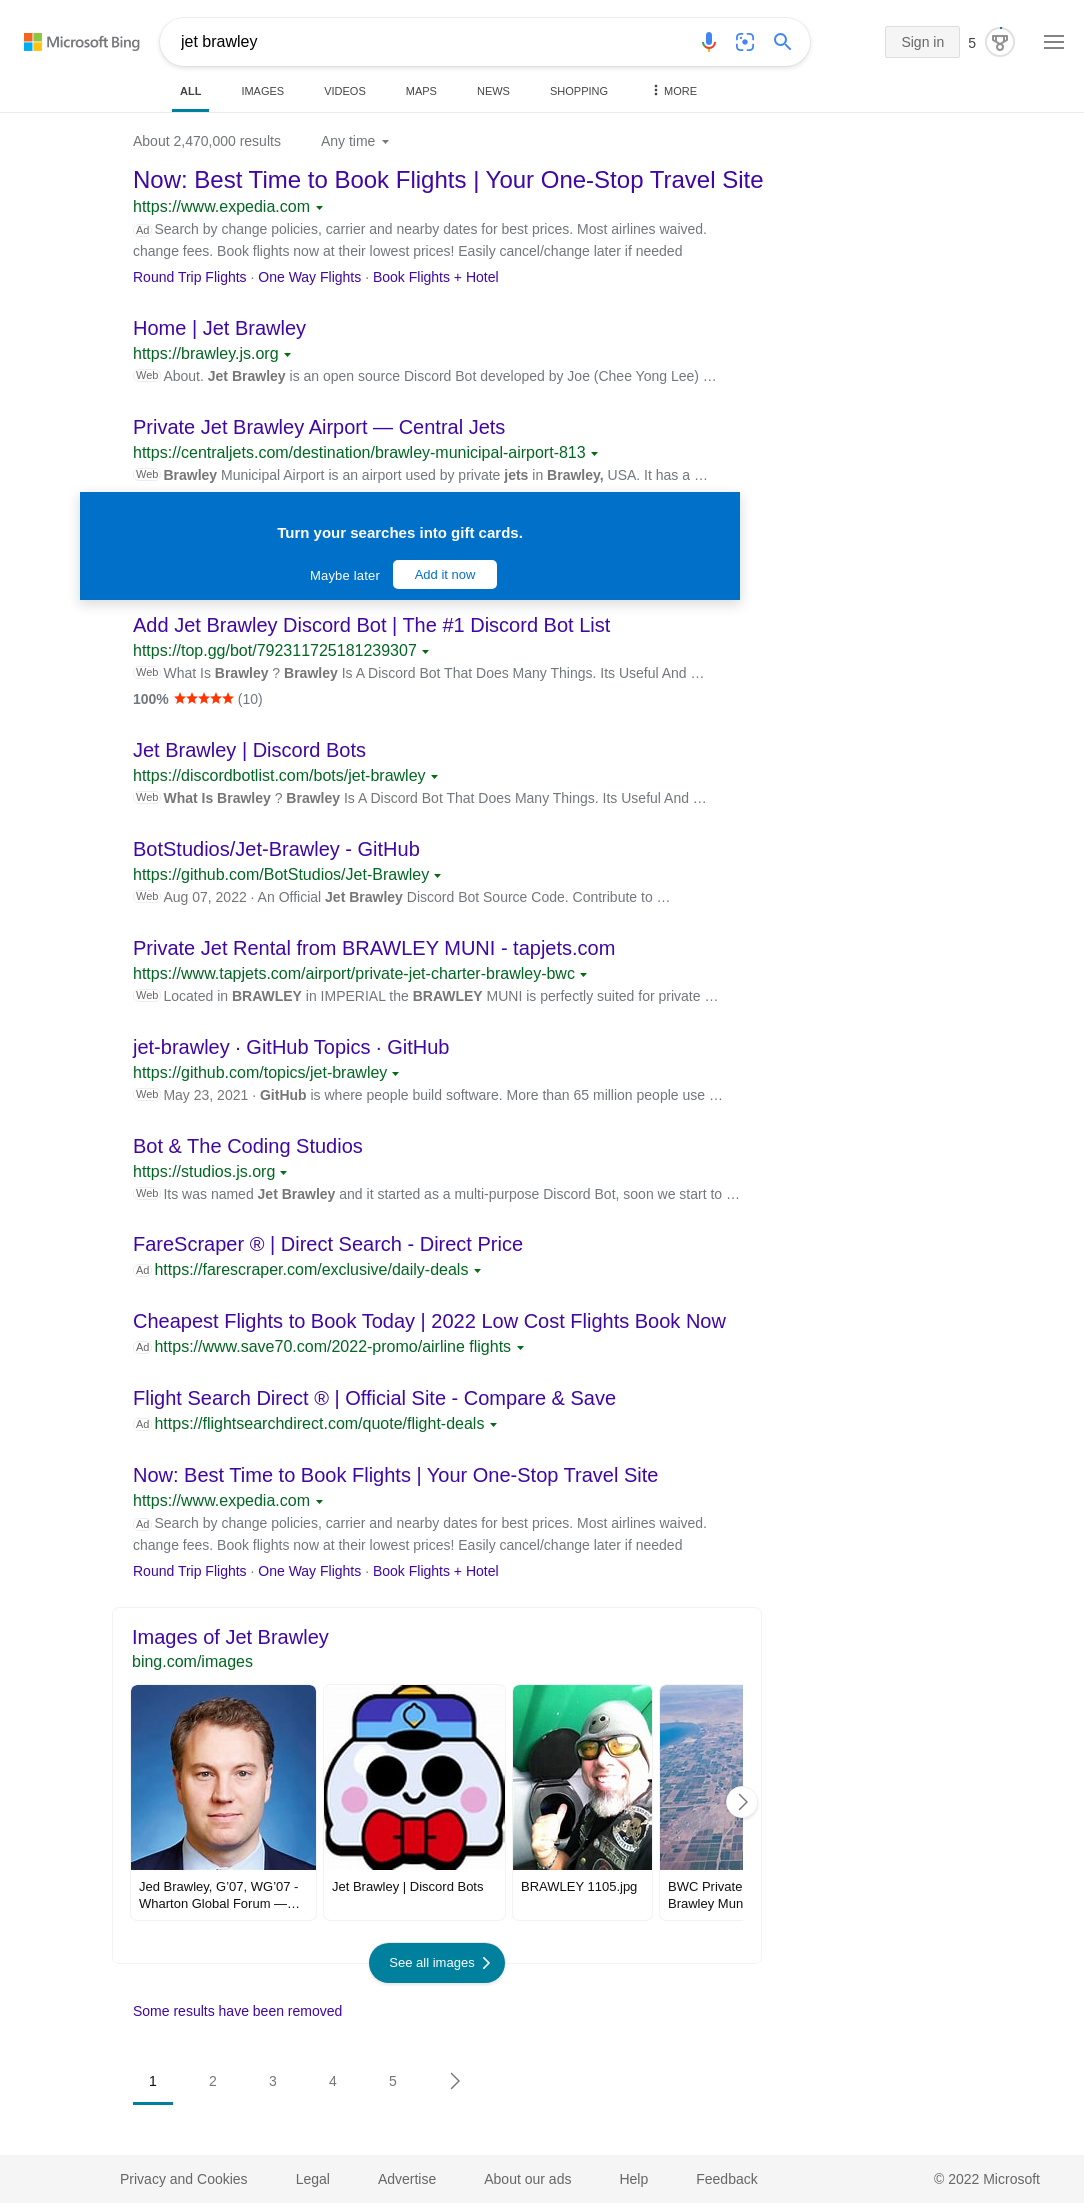 Microsoft Bing
jet brawley
Sign in
5
ALL
IMAGES
VIDEOS
MAPS
NEWS
SHOPPING
MORE
About 2,470,000 results
Any time
Now: Best Time to Book Flights | Your One-Stop Travel Site
https://www.expedia.com
Ad Search by change policies, carrier and nearby dates for best prices. Most airlines waived.
change fees. Book flights now at their lowest prices! Easily cancel/change later if needed
Round Trip Flights · One Way Flights · Book Flights + Hotel
Home | Jet Brawley
https://brawley.js.org
Web About. Jet Brawley is an open source Discord Bot developed by Joe (Chee Yong Lee) …
Private Jet Brawley Airport — Central Jets
https://centraljets.com/destination/brawley-municipal-airport-813
Web Brawley Municipal Airport is an airport used by private jets in Brawley, USA. It has a …
Turn your searches into gift cards.
Maybe later
Add it now
Add Jet Brawley Discord Bot | The #1 Discord Bot List
https://top.gg/bot/792311725181239307
Web What Is Brawley ? Brawley Is A Discord Bot That Does Many Things. Its Useful And …
100% ★★★★★ (10)
Jet Brawley | Discord Bots
https://discordbotlist.com/bots/jet-brawley
Web What Is Brawley ? Brawley Is A Discord Bot That Does Many Things. Its Useful And …
BotStudios/Jet-Brawley - GitHub
https://github.com/BotStudios/Jet-Brawley
Web Aug 07, 2022 · An Official Jet Brawley Discord Bot Source Code. Contribute to …
Private Jet Rental from BRAWLEY MUNI - tapjets.com
https://www.tapjets.com/airport/private-jet-charter-brawley-bwc
Web Located in BRAWLEY in IMPERIAL the BRAWLEY MUNI is perfectly suited for private …
jet-brawley · GitHub Topics · GitHub
https://github.com/topics/jet-brawley
Web May 23, 2021 · GitHub is where people build software. More than 65 million people use …
Bot & The Coding Studios
https://studios.js.org
Web Its was named Jet Brawley and it started as a multi-purpose Discord Bot, soon we start to …
FareScraper ® | Direct Search - Direct Price
Ad https://farescraper.com/exclusive/daily-deals
Cheapest Flights to Book Today | 2022 Low Cost Flights Book Now
Ad https://www.save70.com/2022-promo/airline flights
Flight Search Direct ® | Official Site - Compare & Save
Ad https://flightsearchdirect.com/quote/flight-deals
Now: Best Time to Book Flights | Your One-Stop Travel Site
https://www.expedia.com
Ad Search by change policies, carrier and nearby dates for best prices. Most airlines waived.
change fees. Book flights now at their lowest prices! Easily cancel/change later if needed
Round Trip Flights · One Way Flights · Book Flights + Hotel
Images of Jet Brawley
bing.com/images
Jed Brawley, G'07, WG'07 -
Wharton Global Forum —…
Jet Brawley | Discord Bots
BRAWLEY 1105.jpg
BWC Private
Brawley Mun
See all images
Some results have been removed
1
2
3
4
5
Privacy and Cookies
Legal
Advertise
About our ads
Help
Feedback
© 2022 Microsoft